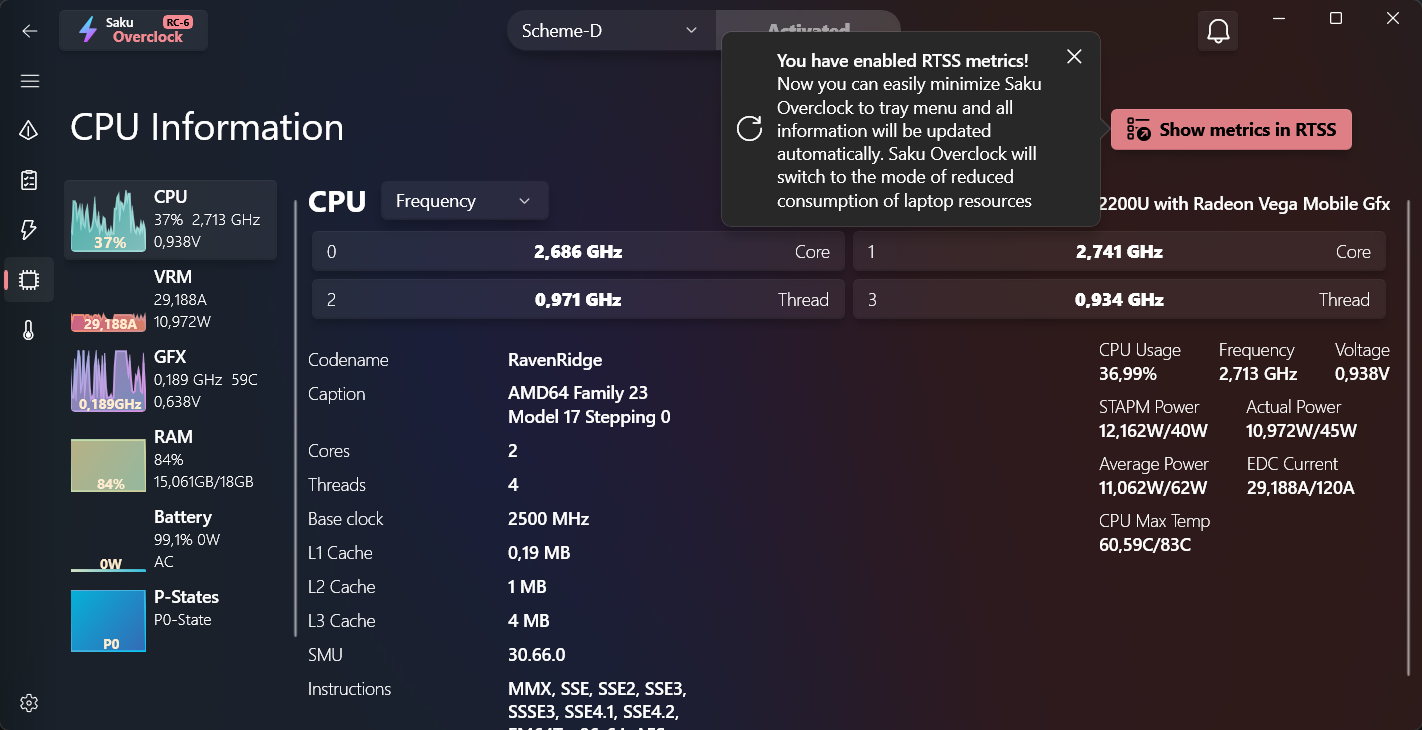 Saku RC-6
Overclock
Scheme-D
Activated
You have enabled RTSS metrics!
Now you can easily minimize Saku
Overclock to tray menu and all
information will be updated
automatically. Saku Overclock will
switch to the mode of reduced
consumption of laptop resources
Show metrics in RTSS
CPU Information
CPU
37% 2,713 GHz
0,938V
37%
VRM
29,188A
10,972W
29,188A
GFX
0,189 GHz 59C
0,638V
0,189GHz
RAM
84%
15,061GB/18GB
84%
Battery
99,1% 0W
AC
0W
P-States
P0-State
P0
CPU
Frequency
2200U with Radeon Vega Mobile Gfx
0 2,686 GHz Core
1 2,741 GHz Core
2 0,971 GHz Thread
3 0,934 GHz Thread
Codename RavenRidge
Caption AMD64 Family 23
Model 17 Stepping 0
Cores 2
Threads 4
Base clock 2500 MHz
L1 Cache 0,19 MB
L2 Cache 1 MB
L3 Cache 4 MB
SMU 30.66.0
Instructions MMX, SSE, SSE2, SSE3,
SSSE3, SSE4.1, SSE4.2,
CPU Usage Frequency Voltage
36,99% 2,713 GHz 0,938V
STAPM Power Actual Power
12,162W/40W 10,972W/45W
Average Power EDC Current
11,062W/62W 29,188A/120A
CPU Max Temp
60,59C/83C